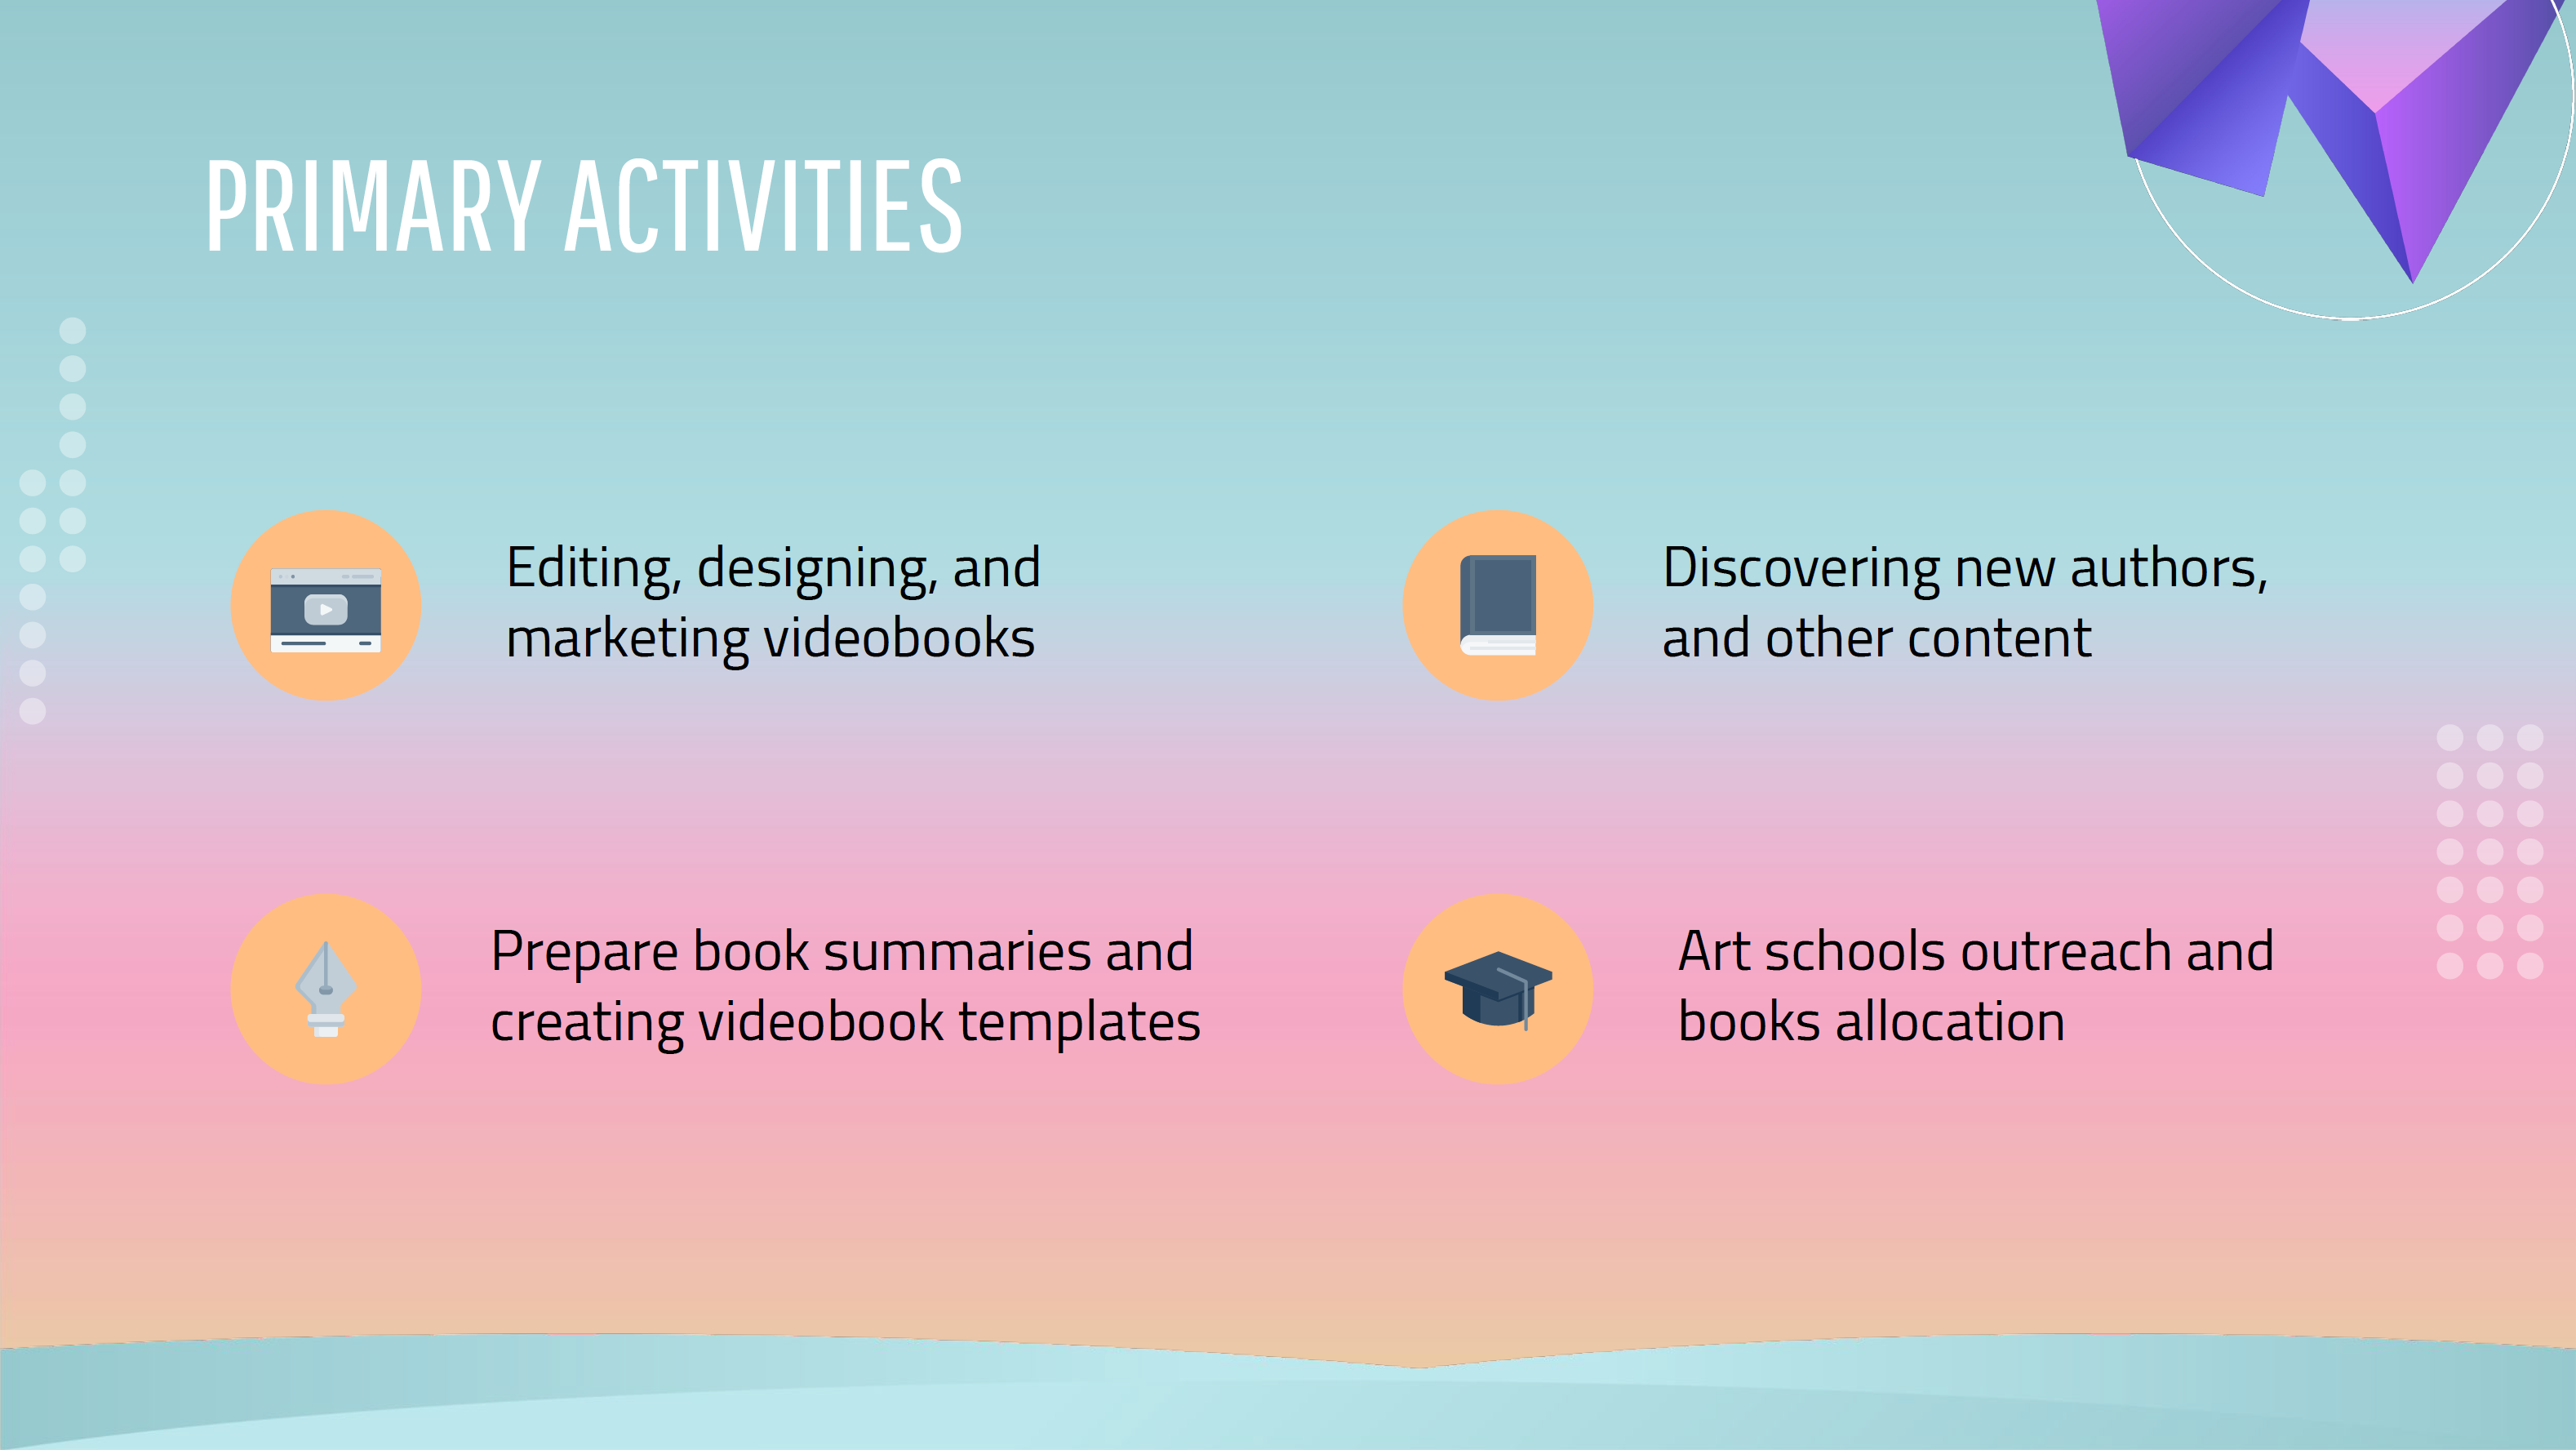 PRIMARY ACTIVITIES
Editing, designing, and
marketing videobooks
Discovering new authors,
and other content
Prepare book summaries and
creating videobook templates
Art schools outreach and
books allocation